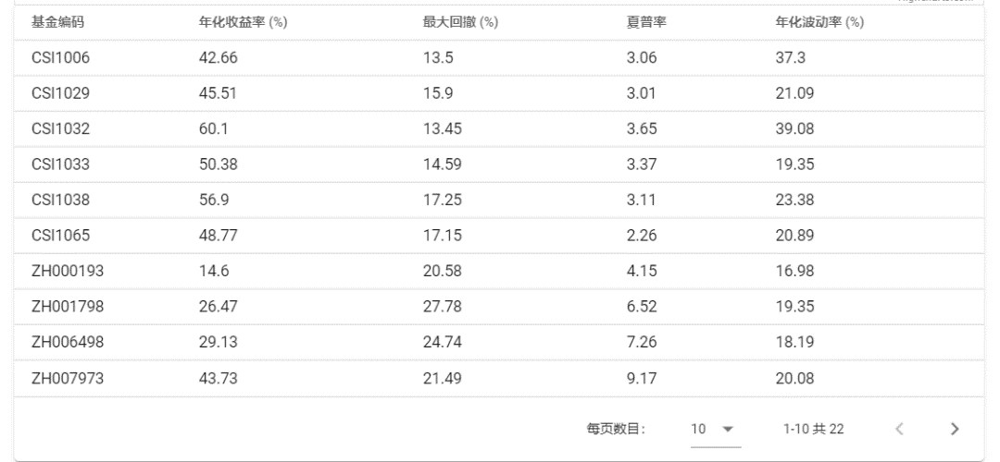 基金编码 年化收益率 (%) 最大回撤 (%) 夏普率 年化波动率 (%)
CSI1006 42.66 13.5 3.06 37.3
CSI1029 45.51 15.9 3.01 21.09
CSI1032 60.1 13.45 3.65 39.08
CSI1033 50.38 14.59 3.37 19.35
CSI1038 56.9 17.25 3.11 23.38
CSI1065 48.77 17.15 2.26 20.89
ZH000193 14.6 20.58 4.15 16.98
ZH001798 26.47 27.78 6.52 19.35
ZH006498 29.13 24.74 7.26 18.19
ZH007973 43.73 21.49 9.17 20.08
每页数目: 10 1-10 共 22